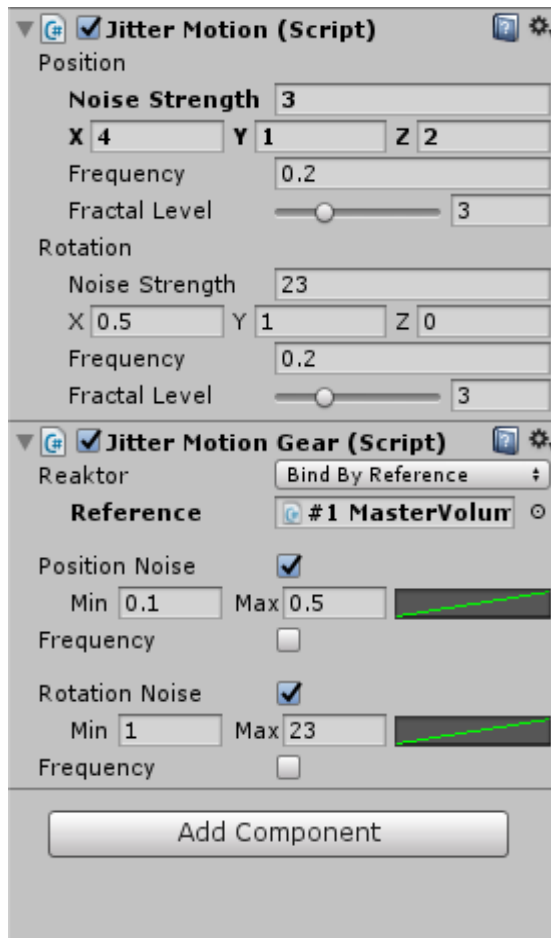 Jitter Motion (Script)
Position
Noise Strength 3
X 4 Y 1 Z 2
Frequency 0.2
Fractal Level 3
Rotation
Noise Strength 23
X 0.5 Y 1 Z 0
Frequency 0.2
Fractal Level 3
Jitter Motion Gear (Script)
Reaktor Bind By Reference
Reference #1 MasterVolum
Position Noise
Min 0.1 Max 0.5
Frequency
Rotation Noise
Min 1 Max 23
Frequency
Add Component